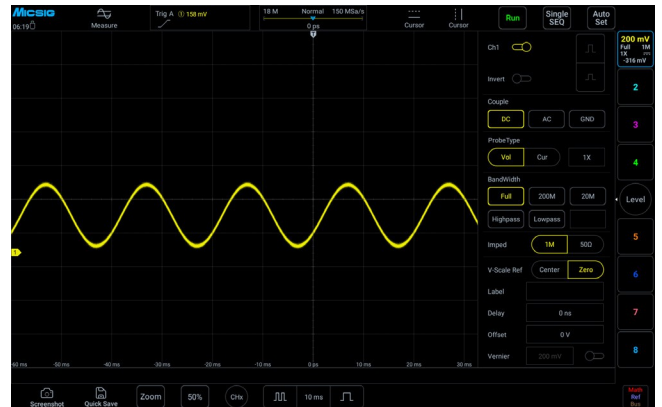 Micsig
06:19
Measure
Trig A ① 158 mV
18 M Normal 150 MSa/s
0 ps
T
Cursor
Cursor
Run
Single
SEQ
Auto
Set
Ch1
Invert
Couple
DC AC GND
ProbeType
Vol Cur 1X
BandWidth
Full 200M 20M
Highpass Lowpass
Imped 1M 50Ω
V-Scale Ref Center Zero
Label
Delay 0 ns
Offset 0 V
Vernier 200 mV
200 mV
Full 1M
1X
-316 mV
2
3
4
Level
5
6
7
8
1
-60 ms -50 ms -40 ms -30 ms -20 ms -10 ms 0 ps 10 ms 20 ms 30 ms
Screenshot
Quick Save
Zoom
50%
CHx
10 ms
Math
Ref
Bus